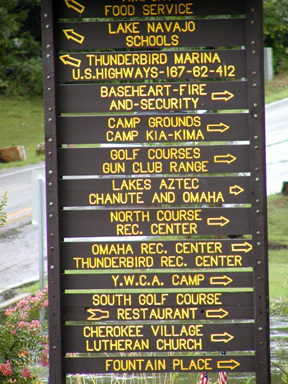 FOOD SERVICE
LAKE NAVAJO
SCHOOLS
THUNDERBIRD MARINA
U.S.HIGHWAYS-167-62-412
BASEHEART-FIRE
AND-SECURITY
CAMP GROUNDS
CAMP KIA-KIMA
GOLF COURSES
GUN CLUB RANGE
LAKES AZTEC
CHANUTE AND OMAHA
NORTH COURSE
REC. CENTER
OMAHA REC. CENTER
THUNDERBIRD REC. CENTER
Y.W.C.A. CAMP
SOUTH GOLF COURSE
RESTAURANT
CHEROKEE VILLAGE
LUTHERAN CHURCH
FOUNTAIN PLACE